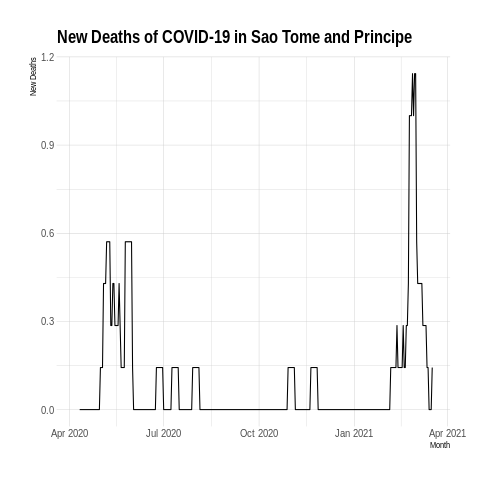 New Deaths of COVID-19 in Sao Tome and Principe
New Deaths
1.2
0.9
0.6
0.3
0.0
Apr 2020 Jul 2020 Oct 2020 Jan 2021 Apr 2021
Month